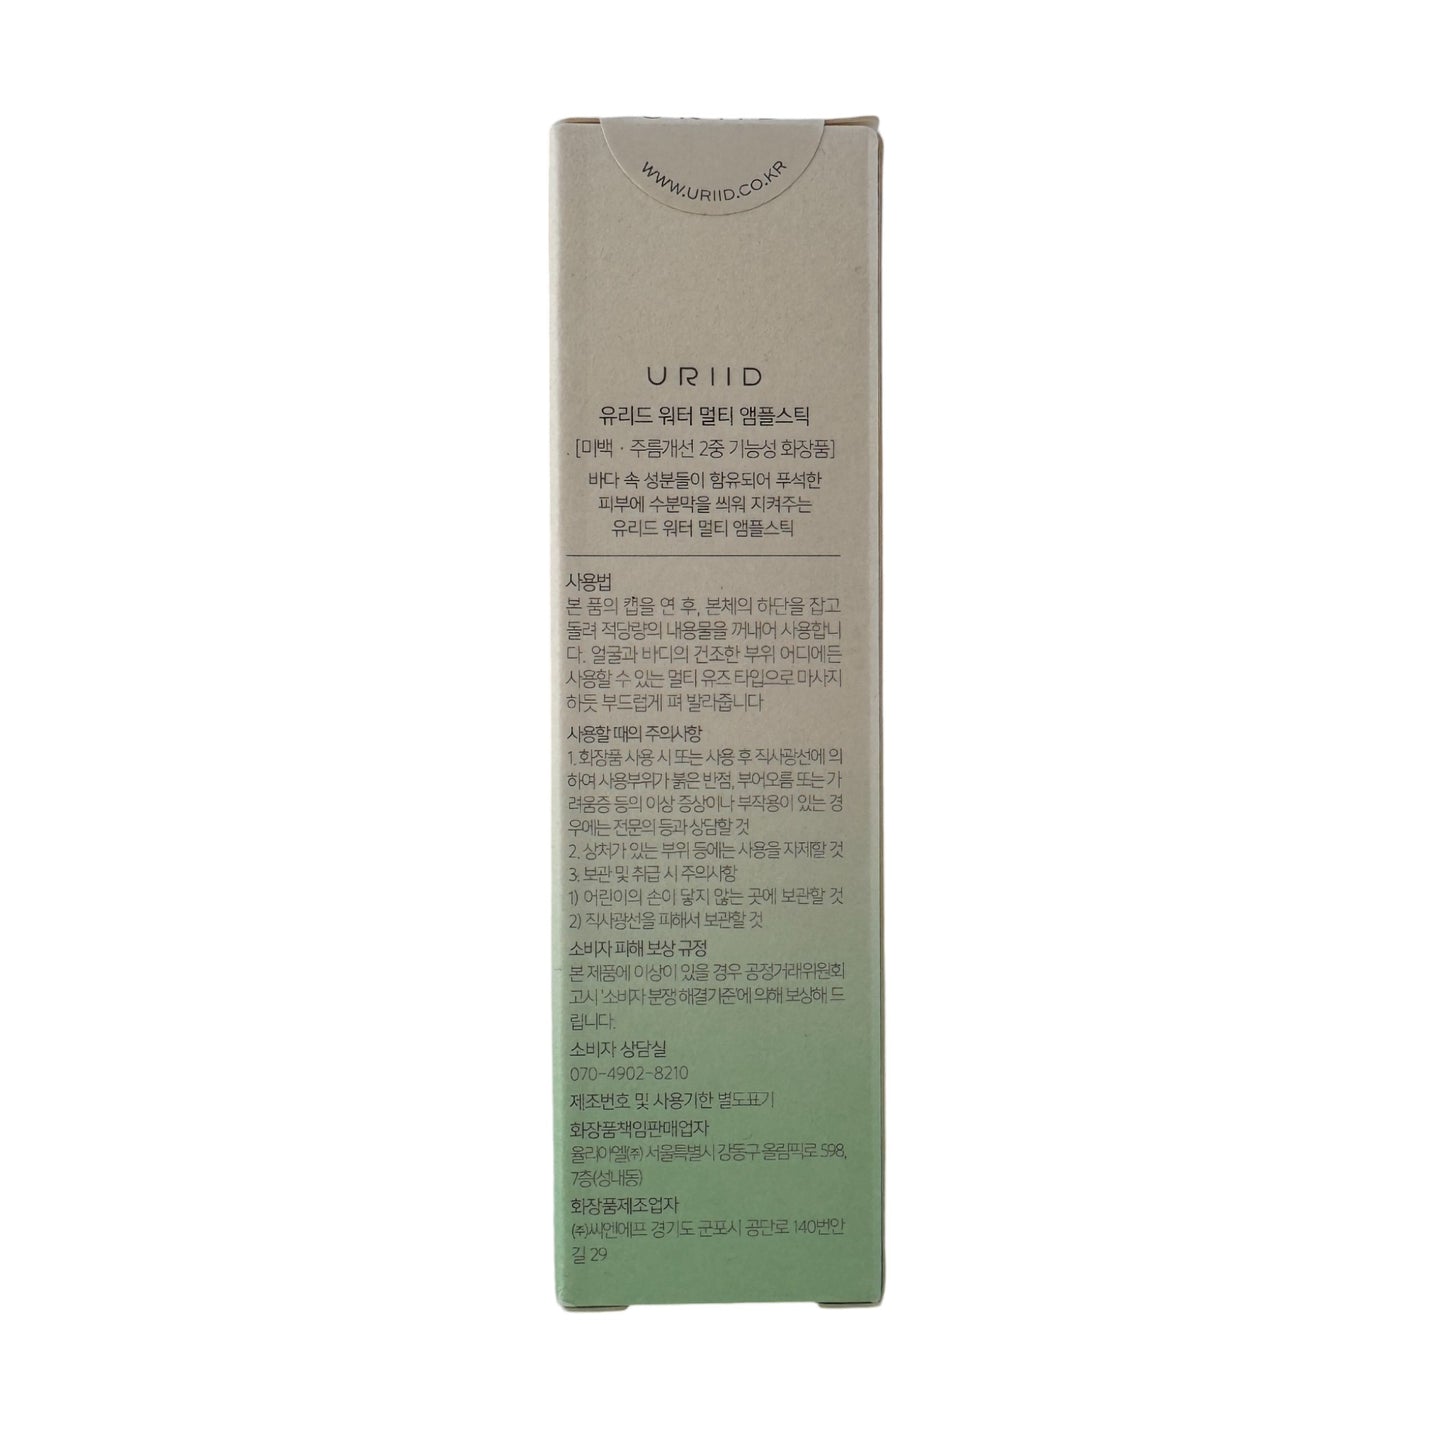 WWW.URIID.CO.KR
URIID
유리드 워터 멀티 앰플스틱
[미백 · 주름개선 2중 기능성 화장품]
바다 속 성분들이 함유되어 푸석한
피부에 수분막을 씌워 지켜주는
유리드 워터 멀티 앰플스틱
사용법
본 품의 캡을 연 후, 본체의 하단을 잡고
돌려 적당량의 내용물을 꺼내어 사용합니
다. 얼굴과 바디의 건조한 부위 어디에든
사용할 수 있는 멀티 유즈 타입으로 마사지
하듯 부드럽게 펴 발라줍니다
사용할 때의 주의사항
1. 화장품 사용 시 또는 사용 후 직사광선에 의
하여 사용부위가 붉은 반점, 부어오름 또는 가
려움증 등의 이상 증상이나 부작용이 있는 경
우에는 전문의 등과 상담할 것
2. 상처가 있는 부위 등에는 사용을 자제할 것
3. 보관 및 취급 시 주의사항
1) 어린이의 손이 닿지 않는 곳에 보관할 것
2) 직사광선을 피해서 보관할 것
소비자 피해 보상 규정
본 제품에 이상이 있을 경우 공정거래위원회
고시 '소비자 분쟁 해결기준'에 의해 보상해 드
립니다.
소비자 상담실
070-4902-8210
제조번호 및 사용기한 별도표기
화장품책임판매업자
율리아엘(주) 서울특별시 강동구 올림픽로 598,
7층(성내동)
화장품제조업자
(주)씨엔에프 경기도 군포시 공단로 140번안
길 29